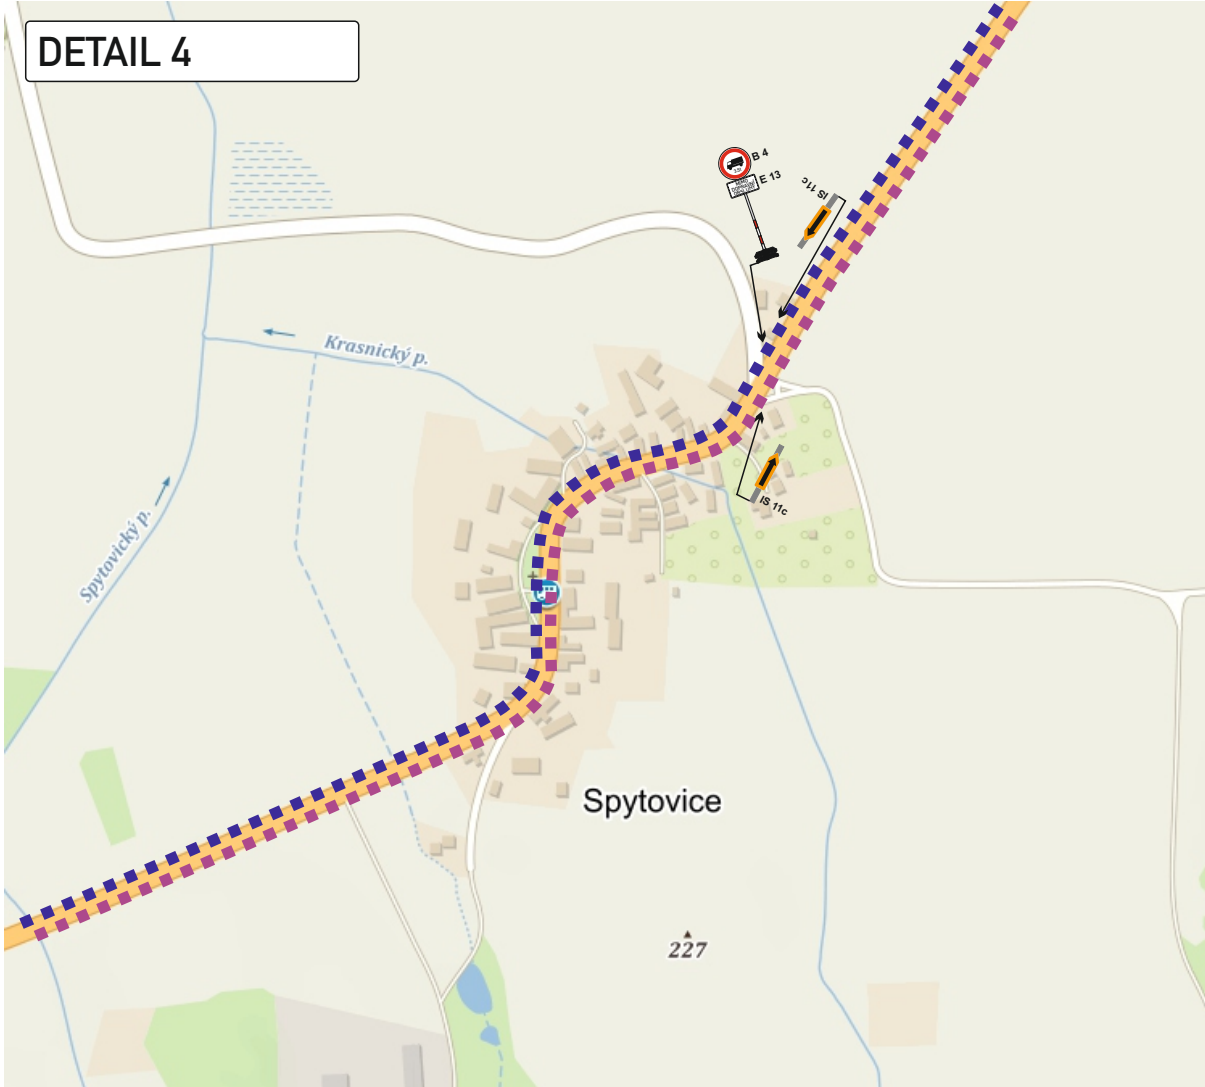 DETAIL 4
B 4
E 13
IS 11c
Krasnický p.
Spytovický p.
IS 11c
Spytovice
227